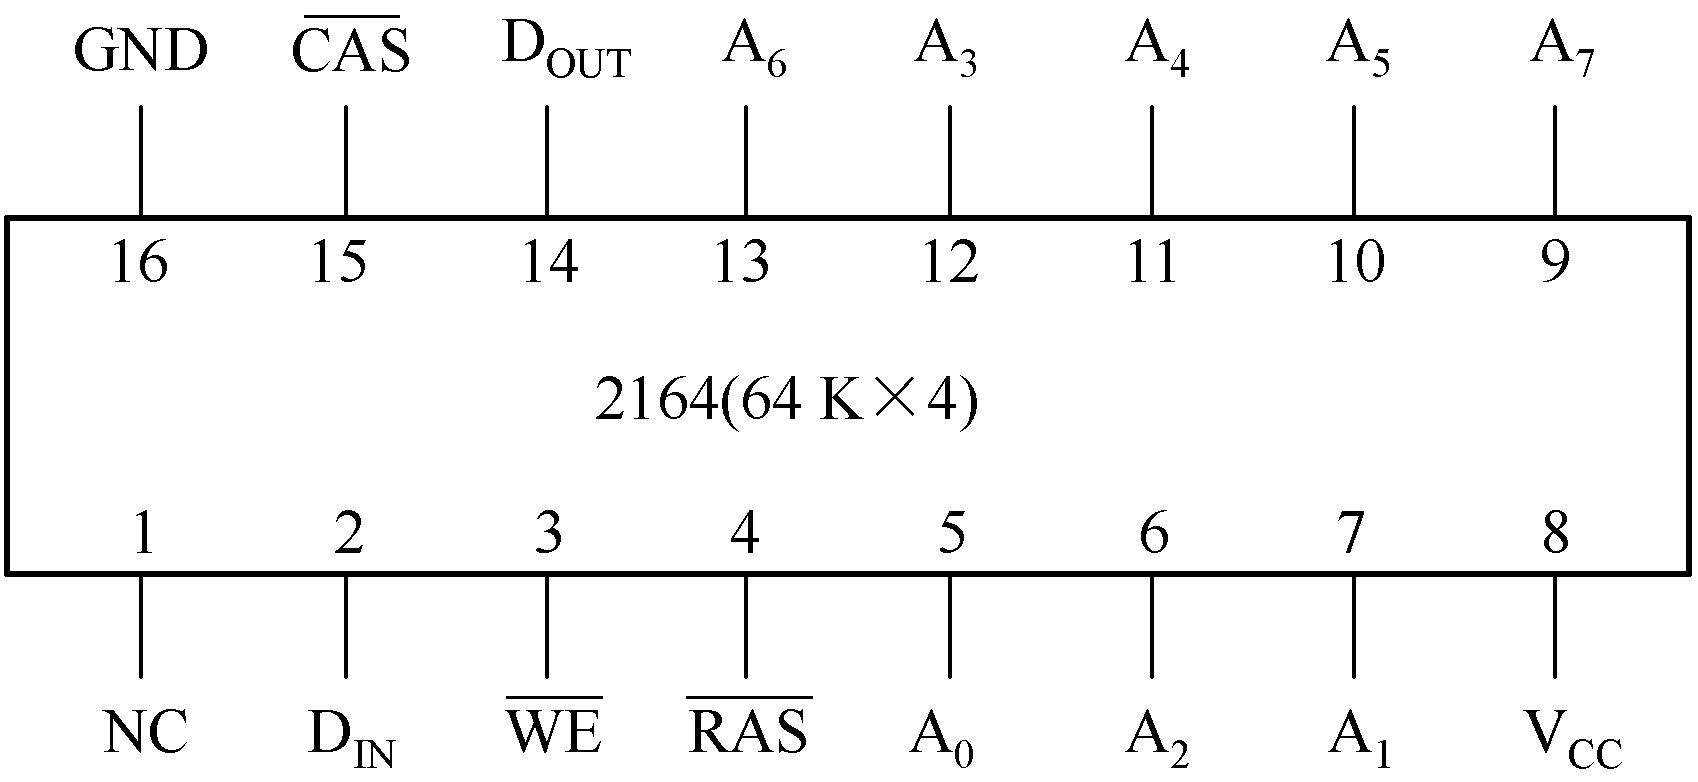 GND CAS D_OUT A_6 A_3 A_4 A_5 A_7
16 15 14 13 12 11 10 9
2164(64 K×4)
1 2 3 4 5 6 7 8
NC D_IN WE RAS A_0 A_2 A_1 V_CC